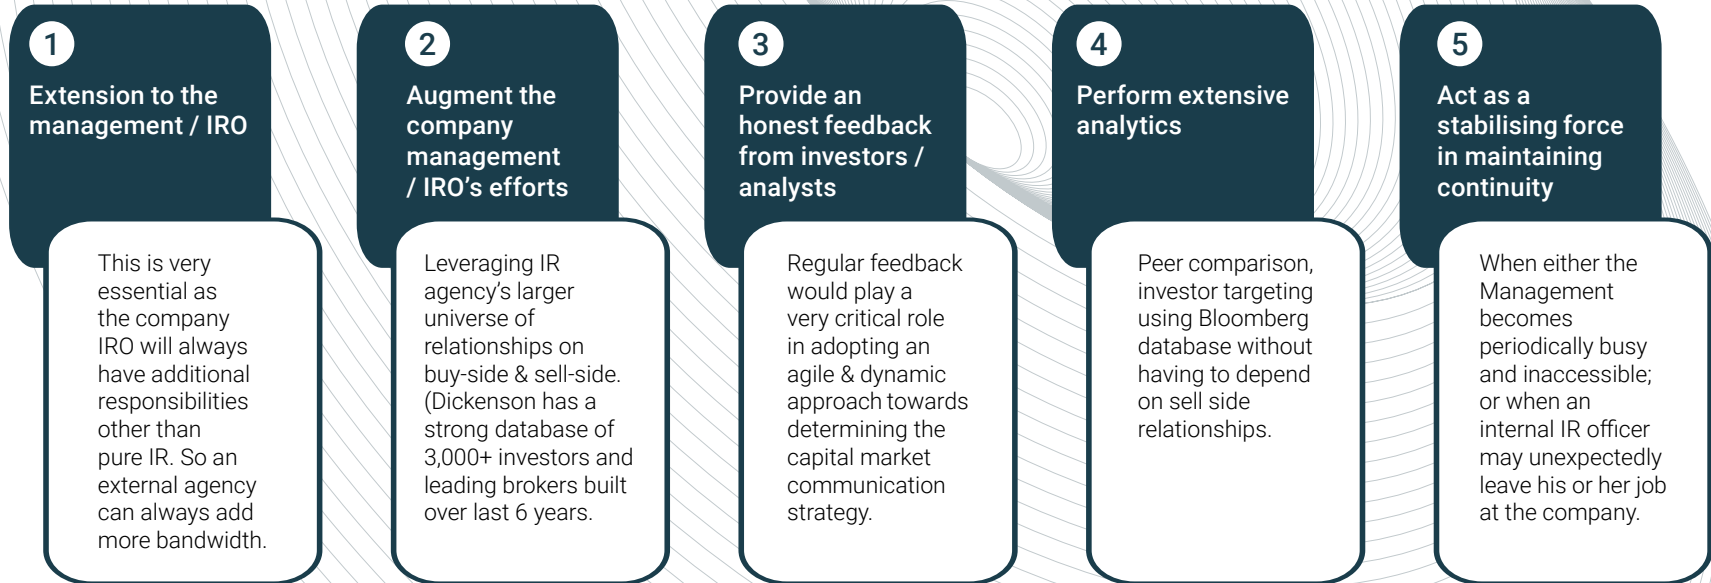 1
Extension to the
management / IRO
This is very
essential as
the company
IRO will always
have additional
responsibilities
other than
pure IR. So an
external agency
can always add
more bandwidth.
2
Augment the
company
management
/ IRO's efforts
Leveraging IR
agency's larger
universe of
relationships on
buy-side & sell-side.
(Dickenson has a
strong database of
3,000+ investors and
leading brokers built
over last 6 years.
3
Provide an
honest feedback
from investors /
analysts
Regular feedback
would play a
very critical role
in adopting an
agile & dynamic
approach towards
determining the
capital market
communication
strategy.
4
Perform extensive
analytics
Peer comparison,
investor targeting
using Bloomberg
database without
having to depend
on sell side
relationships.
5
Act as a
stabilising force
in maintaining
continuity
When either the
Management
becomes
periodically busy
and inaccessible;
or when an
internal IR officer
may unexpectedly
leave his or her job
at the company.